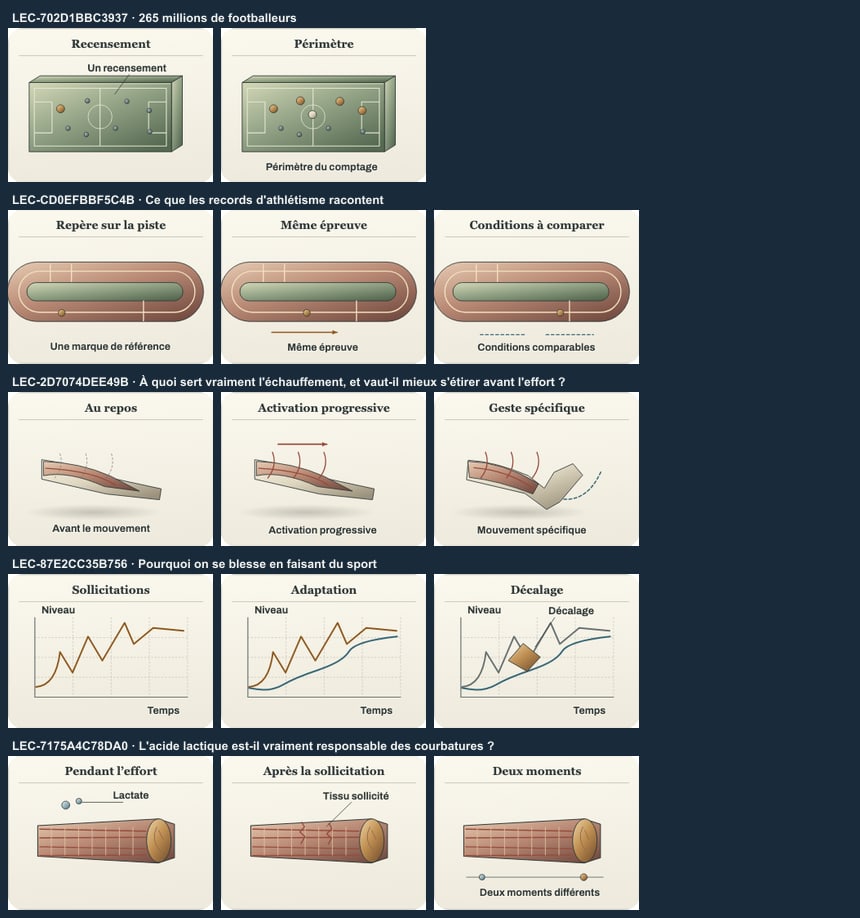 LEC-702D1BBC3937 · 265 millions de footballeurs
Recensement
Un recensement
Périmètre
Périmètre du comptage
LEC-CD0EFBBF5C4B · Ce que les records d'athlétisme racontent
Repère sur la piste
Une marque de référence
Même épreuve
Même épreuve
Conditions à comparer
Conditions comparables
LEC-2D7074DEE49B · À quoi sert vraiment l'échauffement, et vaut-il mieux s'étirer avant l'effort ?
Au repos
Avant le mouvement
Activation progressive
Activation progressive
Geste spécifique
Mouvement spécifique
LEC-87E2CC35B756 · Pourquoi on se blesse en faisant du sport
Sollicitations
Niveau
Temps
Adaptation
Niveau
Temps
Décalage
Niveau
Décalage
Temps
LEC-7175A4C78DA0 · L'acide lactique est-il vraiment responsable des courbatures ?
Pendant l’effort
Lactate
Après la sollicitation
Tissu sollicité
Deux moments
Deux moments différents